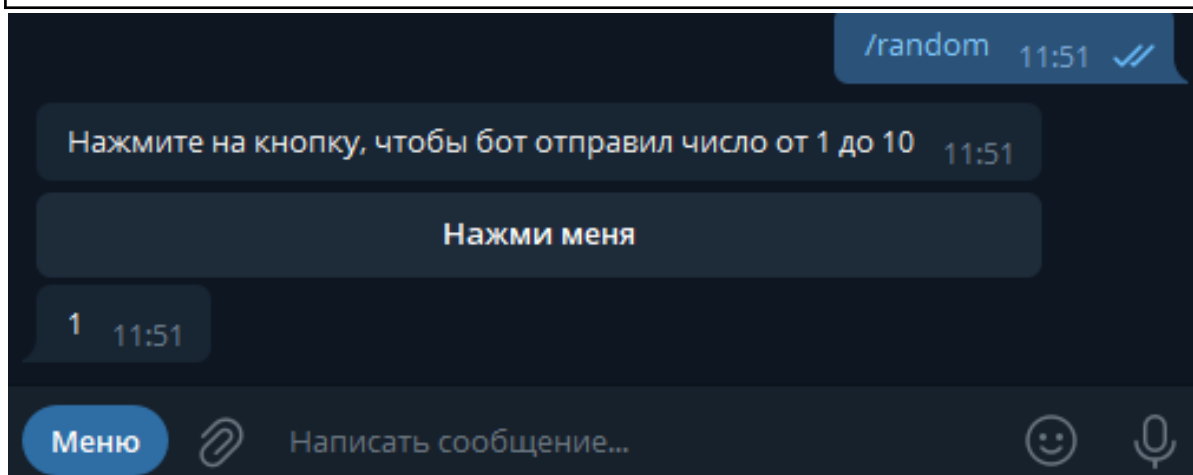 /random 11:51
Нажмите на кнопку, чтобы бот отправил число от 1 до 10 11:51
Нажми меня
1 11:51
Меню Написать сообщение...